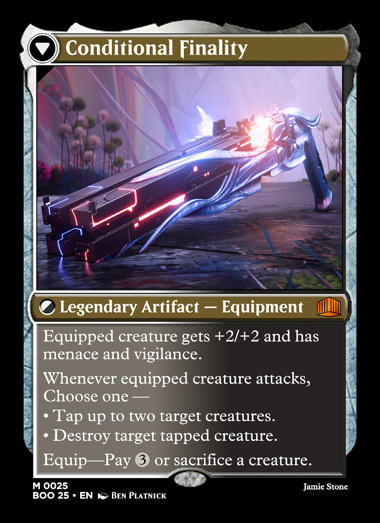 Conditional Finality
Legendary Artifact — Equipment
Equipped creature gets +2/+2 and has
menace and vigilance.
Whenever equipped creature attacks,
Choose one —
• Tap up to two target creatures.
• Destroy target tapped creature.
Equip—Pay 3 or sacrifice a creature.
M 0025
BOO 25 • EN Ben Platnick
Jamie Stone